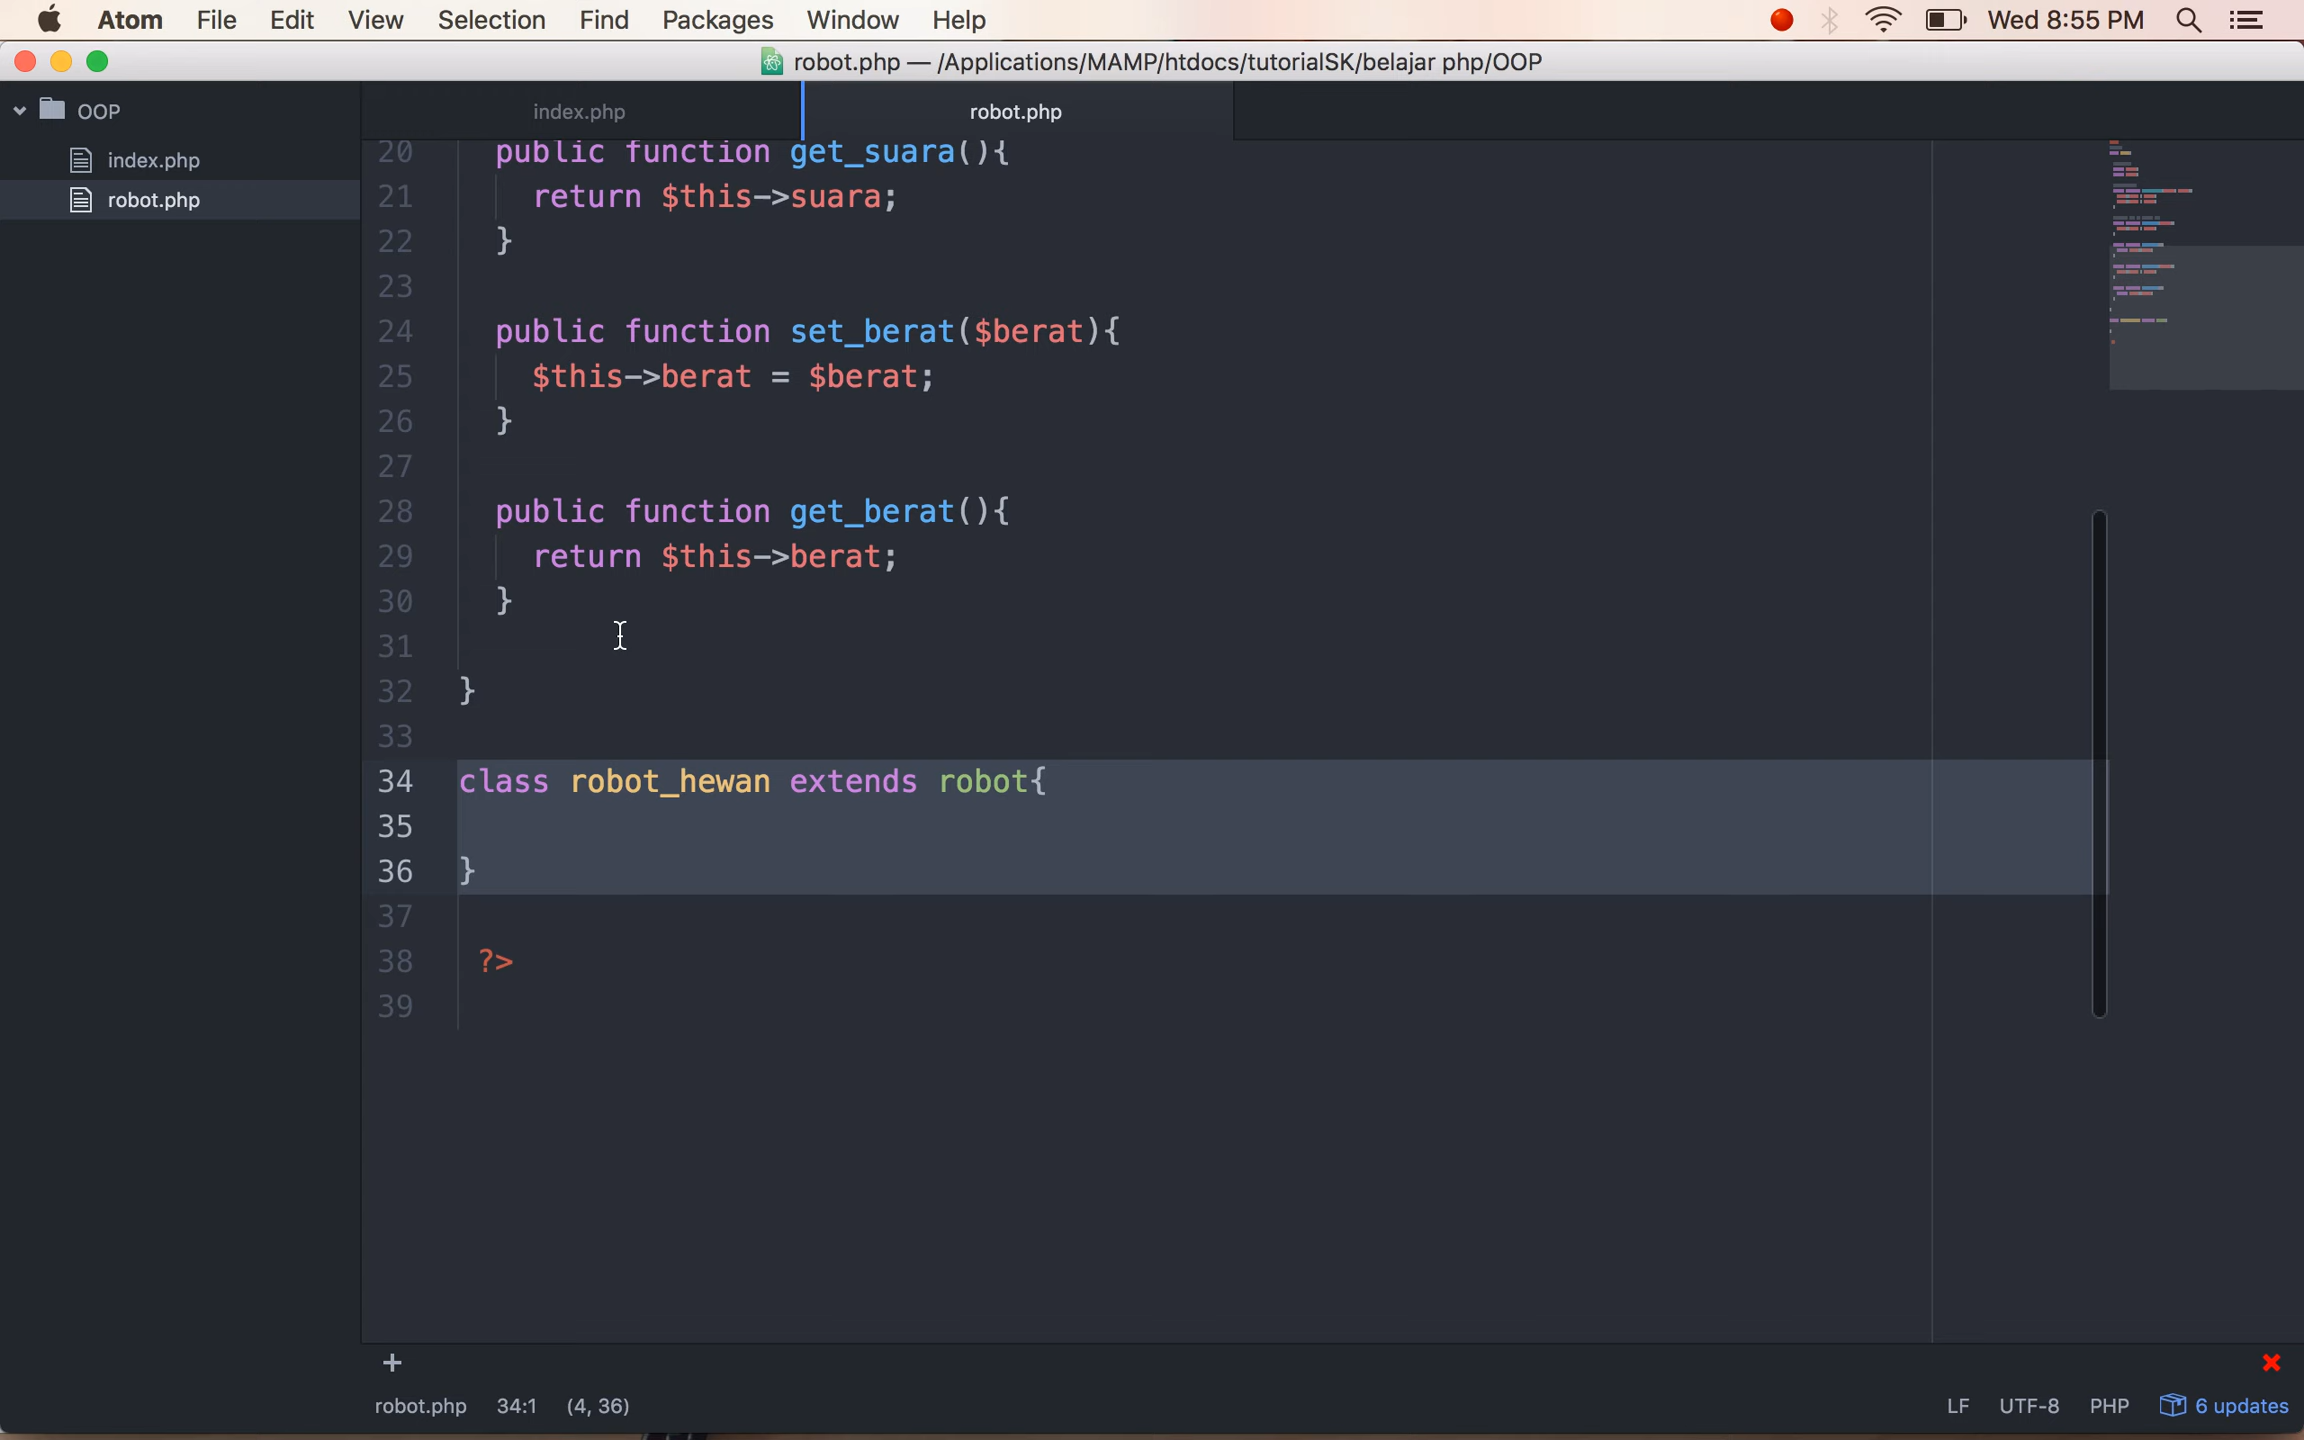 Atom File Edit View Selection Find Packages Window Help Wed 8:55 PM
robot.php — /Applications/MAMP/htdocs/tutorialSK/belajar php/OOP
OOP
index.php
robot.php
index.php robot.php
20 public function get_suara(){
21 return $this->suara;
22 }
23
24 public function set_berat($berat){
25 $this->berat = $berat;
26 }
27
28 public function get_berat(){
29 return $this->berat;
30 }
31
32 }
33
34 class robot_hewan extends robot{
35
36 }
37
38 ?>
39
+
robot.php 34:1 (4, 36) LF UTF-8 PHP 6 updates